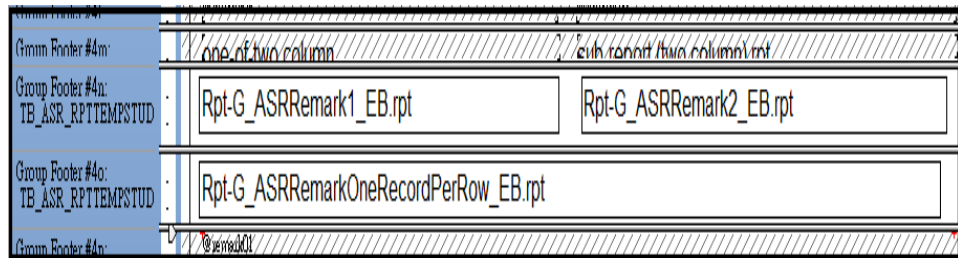 Group Footer #4m:
one-of-two column
sub report (two column).rpt
Group Footer #4n:
TB_ASR_RPTTEMPSTUD
Rpt-G_ASRRemark1_EB.rpt
Rpt-G_ASRRemark2_EB.rpt
Group Footer #4o:
TB_ASR_RPTTEMPSTUD
Rpt-G_ASRRemarkOneRecordPerRow_EB.rpt
Group Footer #4p:
@remark01